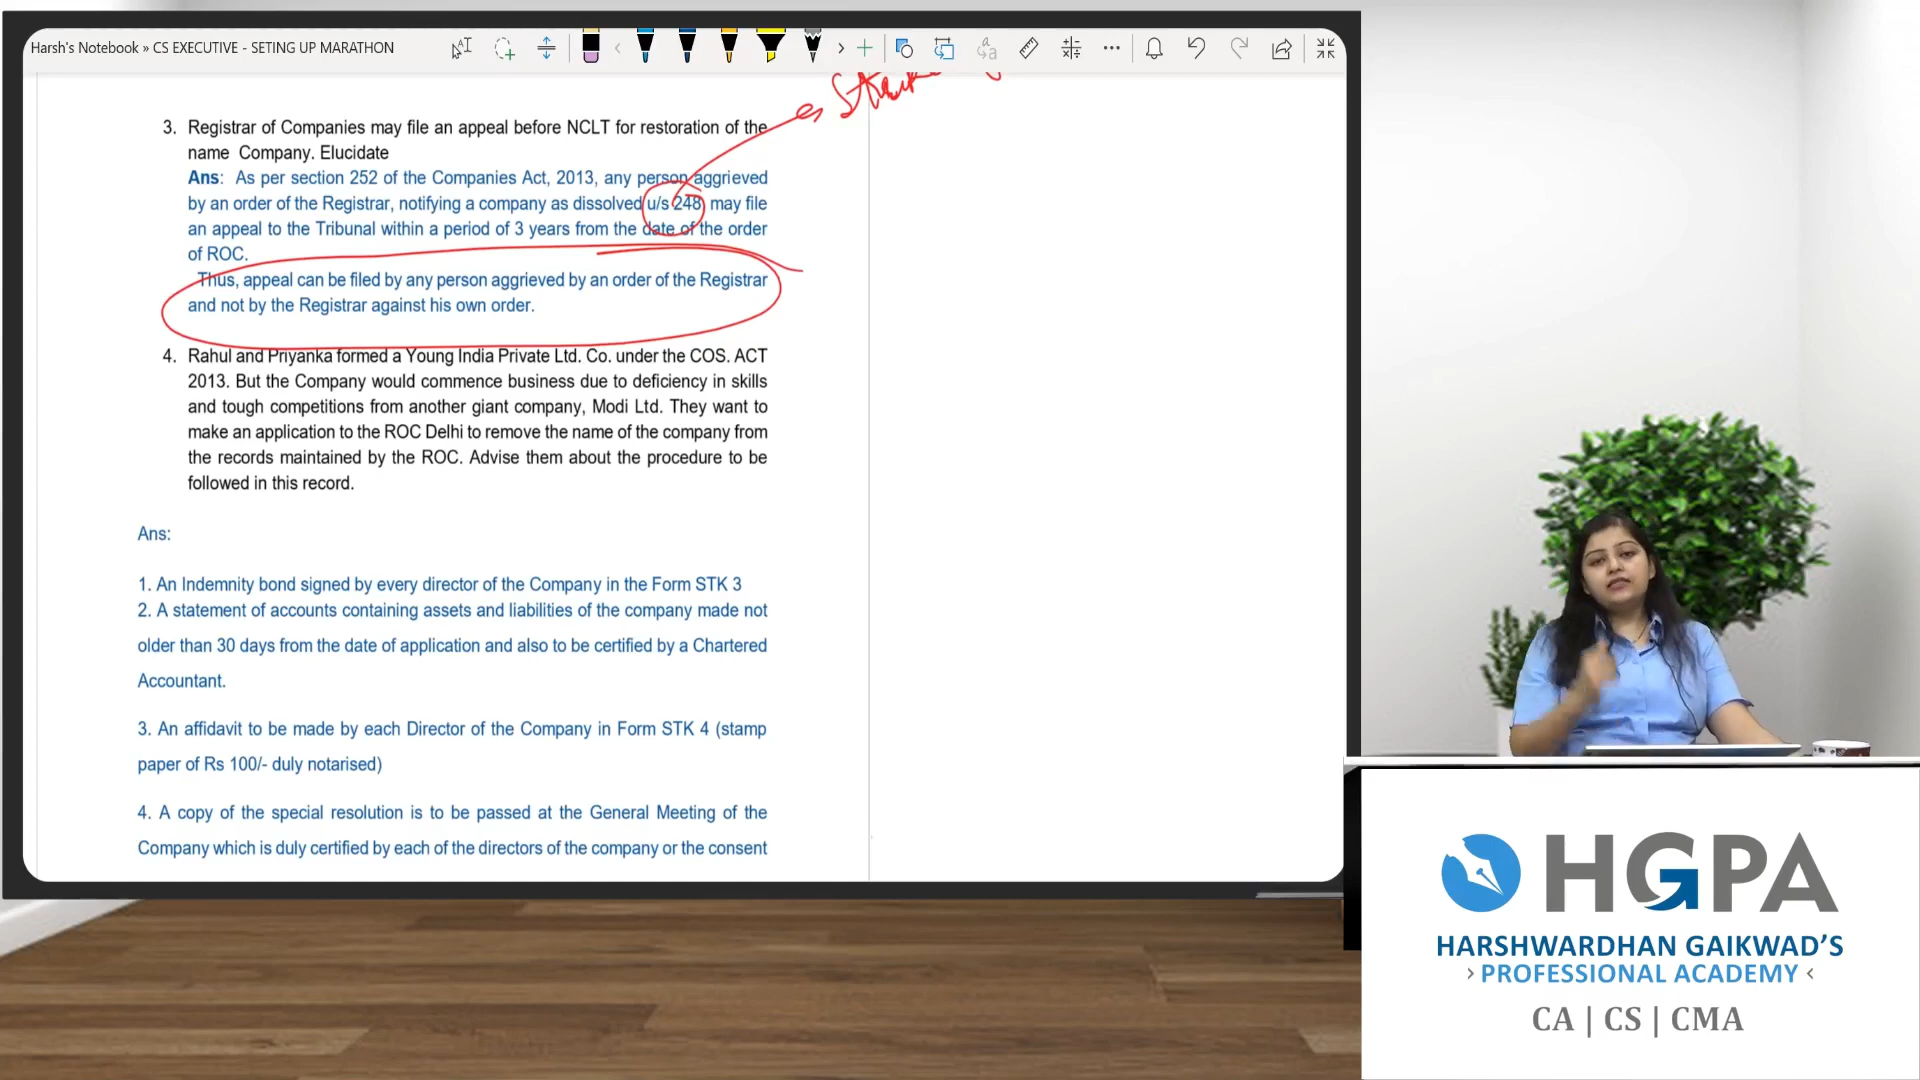 Harsh's Notebook » CS EXECUTIVE - SETING UP MARATHON
3. Registrar of Companies may file an appeal before NCLT for restoration of the
name Company. Elucidate
Ans: As per section 252 of the Companies Act, 2013, any person aggrieved
by an order of the Registrar, notifying a company as dissolved u/s 248, may file
an appeal to the Tribunal within a period of 3 years from the date of the order
of ROC.
Thus, appeal can be filed by any person aggrieved by an order of the Registrar
and not by the Registrar against his own order.
4. Rahul and Priyanka formed a Young India Private Ltd. Co. under the COS. ACT
2013. But the Company would commence business due to deficiency in skills
and tough competitions from another giant company, Modi Ltd. They want to
make an application to the ROC Delhi to remove the name of the company from
the records maintained by the ROC. Advise them about the procedure to be
followed in this record.
Ans:
1. An Indemnity bond signed by every director of the Company in the Form STK 3
2. A statement of accounts containing assets and liabilities of the company made not
older than 30 days from the date of application and also to be certified by a Chartered
Accountant.
3. An affidavit to be made by each Director of the Company in Form STK 4 (stamp
paper of Rs 100/- duly notarised)
4. A copy of the special resolution is to be passed at the General Meeting of the
Company which is duly certified by each of the directors of the company or the consent
HGPA
HARSHWARDHAN GAIKWAD'S
› PROFESSIONAL ACADEMY ‹
CA | CS | CMA